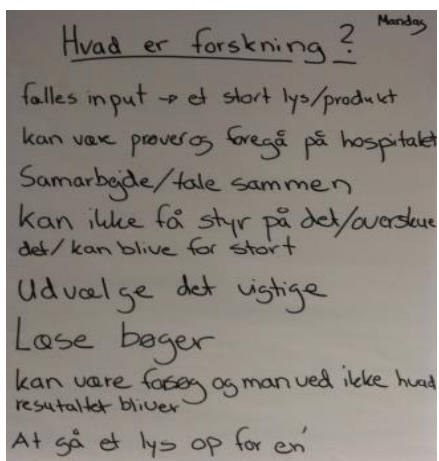 Mandag
Hvad er forskning?
fælles input → et stort lys/produkt
kan være prøver og foregå på hospitalet
Samarbejde/tale sammen
kan ikke få styr på det/overskue
det/kan blive for stort
Udvælge det vigtige
Læse bøger
kan være forsøg og man ved ikke hvad
resultatet bliver
At gå et lys op for en